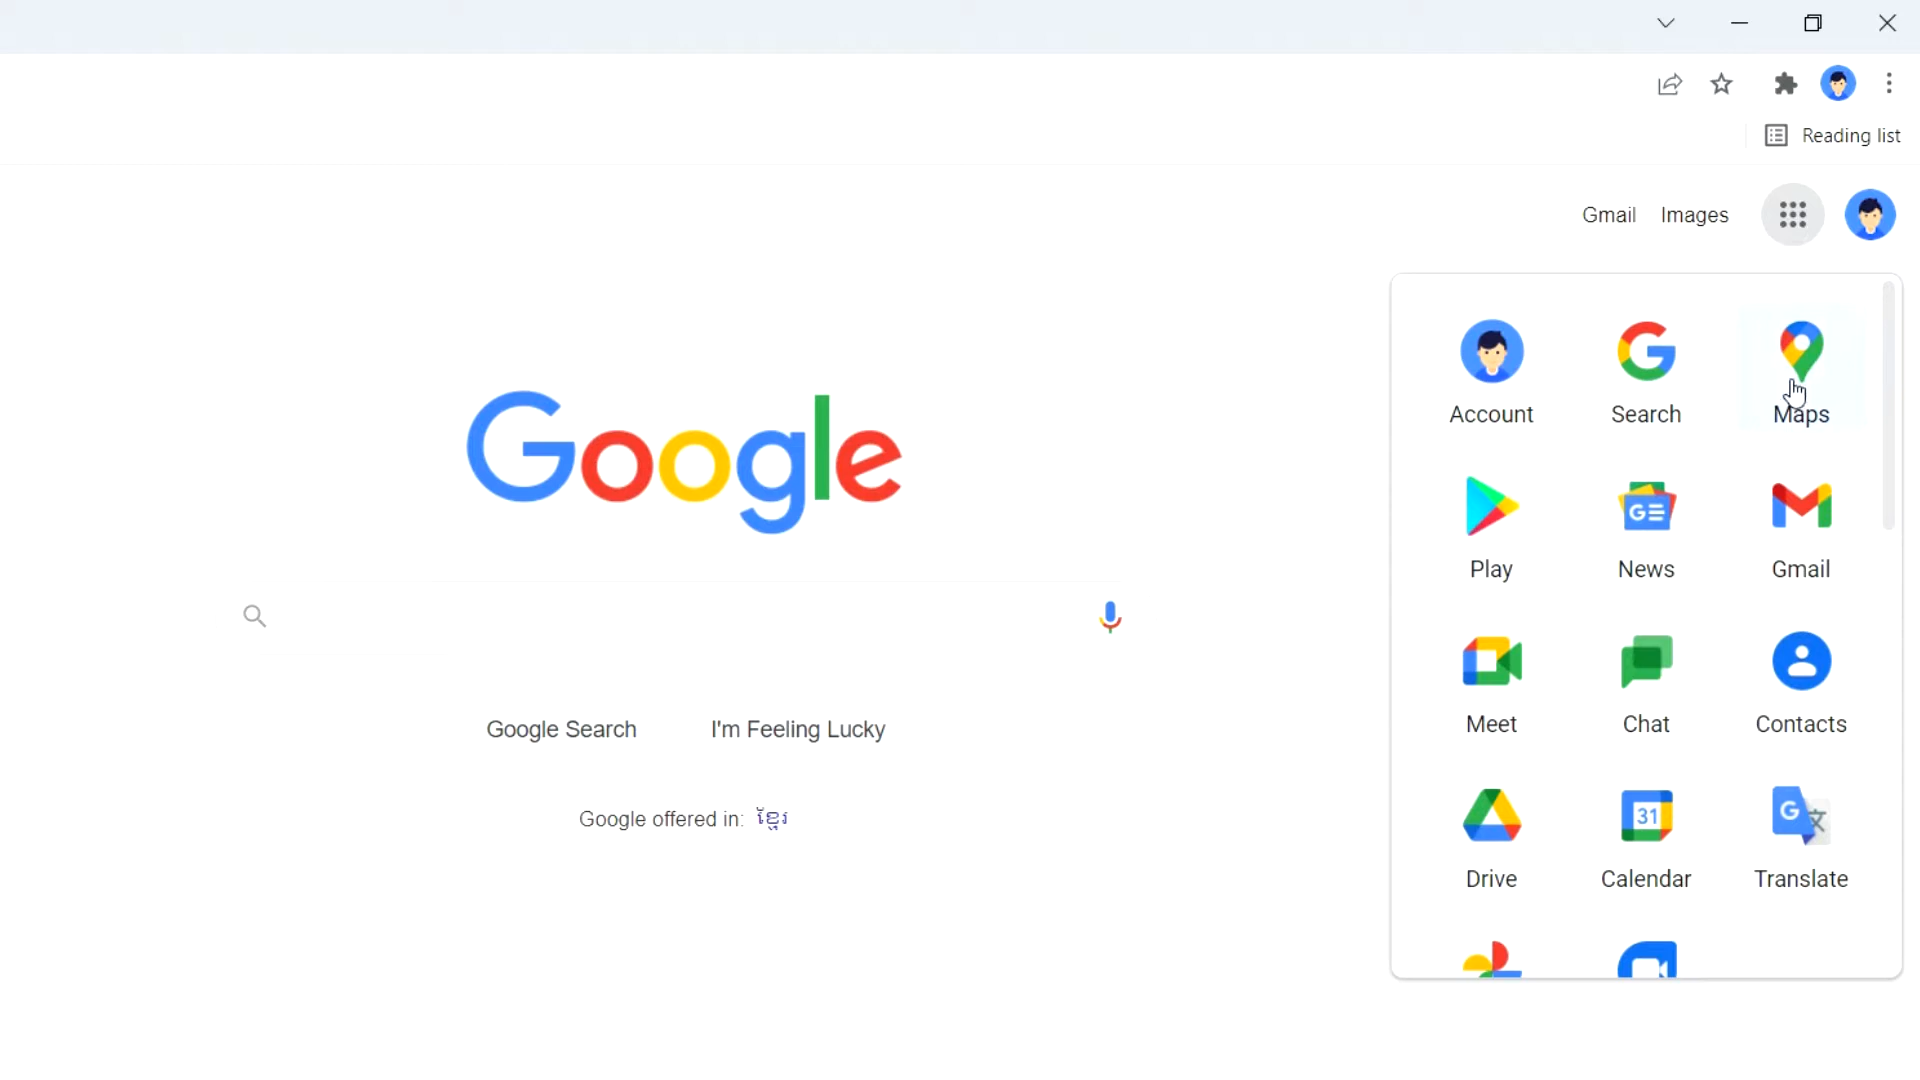 Reading list
Gmail Images
Google
Account Search Maps
Play News Gmail
Meet Chat Contacts
Drive Calendar Translate
Google Search I'm Feeling Lucky
Google offered in: ខ្មែរ